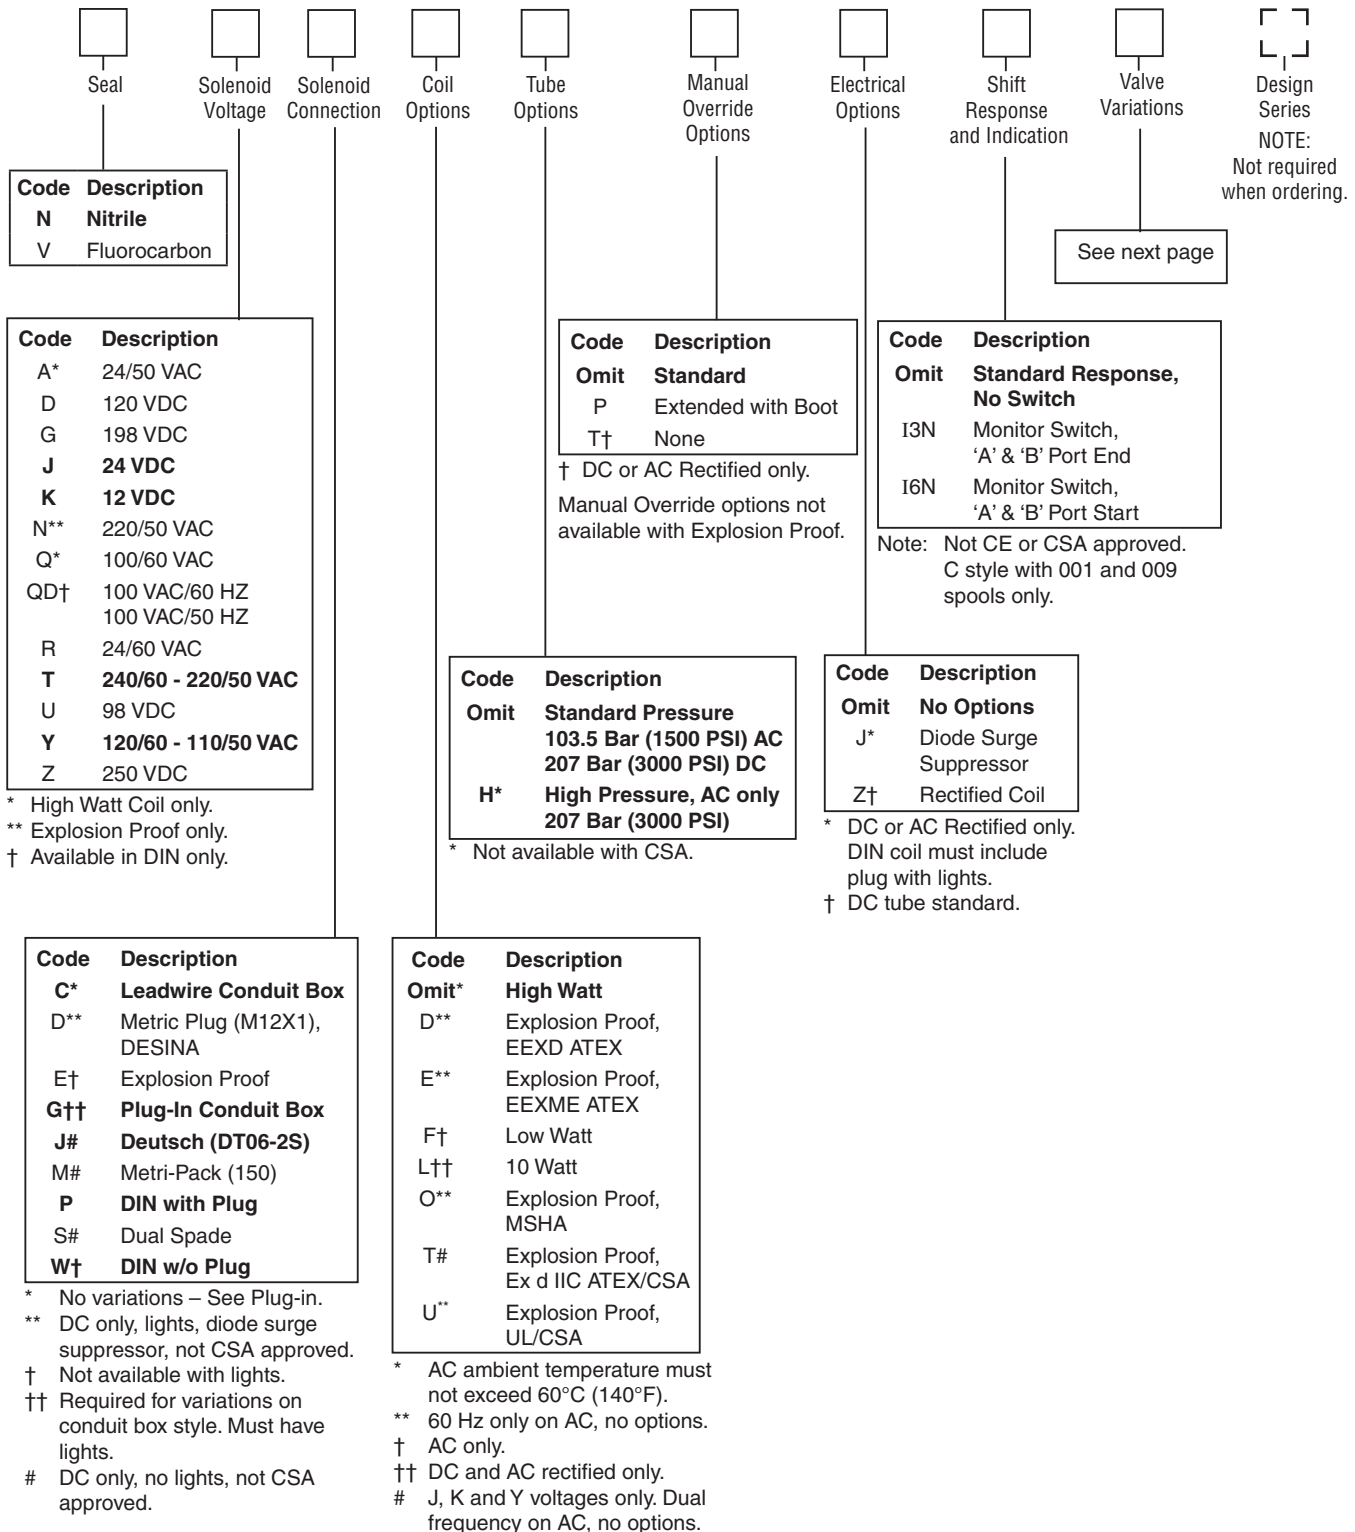 Seal
Solenoid
Voltage
Solenoid
Connection
Coil
Options
Tube
Options
Manual
Override
Options
Electrical
Options
Shift
Response
and Indication
Valve
Variations
Design
Series
NOTE:
Not required
when ordering.
Code Description
N Nitrile
V Fluorocarbon
See next page
Code Description
A* 24/50 VAC
D 120 VDC
G 198 VDC
J 24 VDC
K 12 VDC
N** 220/50 VAC
Q* 100/60 VAC
QD† 100 VAC/60 HZ
100 VAC/50 HZ
R 24/60 VAC
T 240/60 - 220/50 VAC
U 98 VDC
Y 120/60 - 110/50 VAC
Z 250 VDC
* High Watt Coil only.
** Explosion Proof only.
† Available in DIN only.
Code Description
Omit Standard
P Extended with Boot
T† None
† DC or AC Rectified only.
Manual Override options not
available with Explosion Proof.
Code Description
Omit Standard Response,
No Switch
I3N Monitor Switch,
‘A’ & ‘B’ Port End
I6N Monitor Switch,
‘A’ & ‘B’ Port Start
Note: Not CE or CSA approved.
C style with 001 and 009
spools only.
Code Description
Omit Standard Pressure
103.5 Bar (1500 PSI) AC
207 Bar (3000 PSI) DC
H* High Pressure, AC only
207 Bar (3000 PSI)
* Not available with CSA.
Code Description
Omit No Options
J* Diode Surge
Suppressor
Z† Rectified Coil
* DC or AC Rectified only.
DIN coil must include
plug with lights.
† DC tube standard.
Code Description
C* Leadwire Conduit Box
D** Metric Plug (M12X1),
DESINA
E† Explosion Proof
G†† Plug-In Conduit Box
J# Deutsch (DT06-2S)
M# Metri-Pack (150)
P DIN with Plug
S# Dual Spade
W† DIN w/o Plug
* No variations – See Plug-in.
** DC only, lights, diode surge
suppressor, not CSA approved.
† Not available with lights.
†† Required for variations on
conduit box style. Must have
lights.
# DC only, no lights, not CSA
approved.
Code Description
Omit* High Watt
D** Explosion Proof,
EEXD ATEX
E** Explosion Proof,
EEXME ATEX
F† Low Watt
L†† 10 Watt
O** Explosion Proof,
MSHA
T# Explosion Proof,
Ex d IIC ATEX/CSA
U** Explosion Proof,
UL/CSA
* AC ambient temperature must
not exceed 60°C (140°F).
** 60 Hz only on AC, no options.
† AC only.
†† DC and AC rectified only.
# J, K and Y voltages only. Dual
frequency on AC, no options.